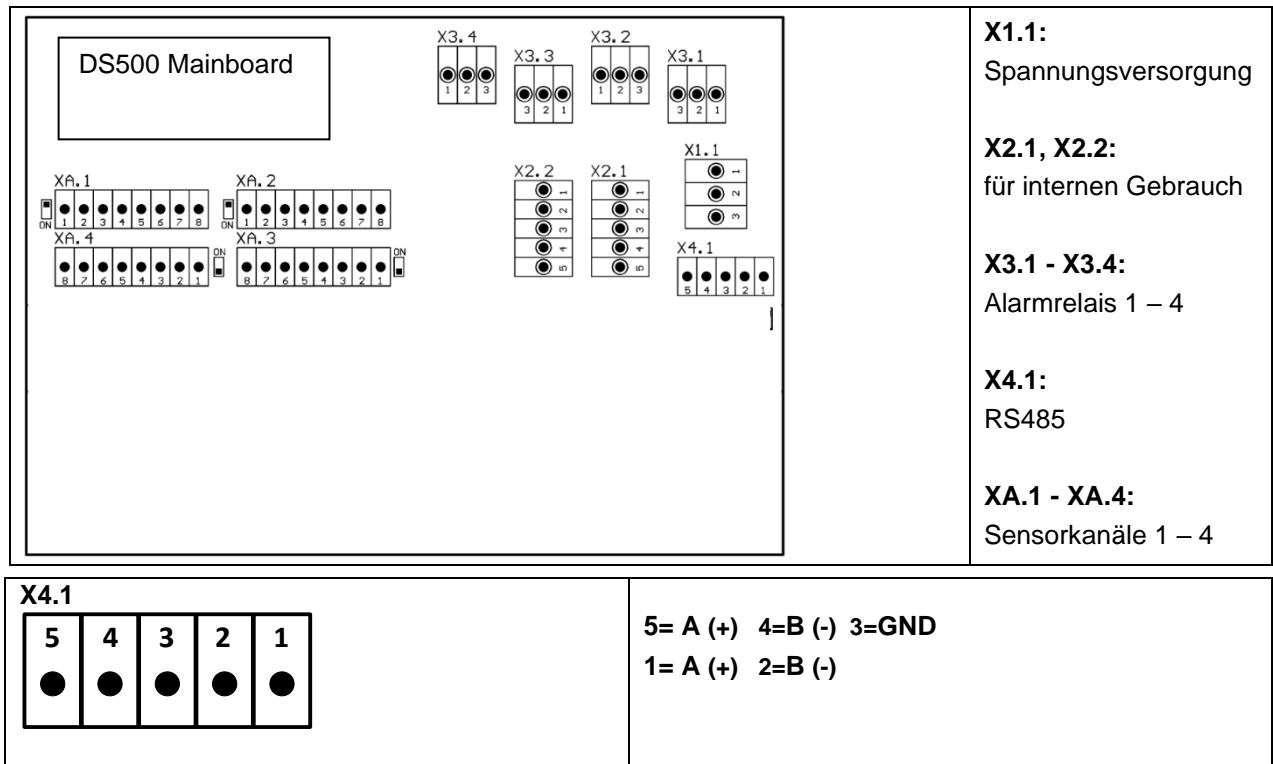 DS500 Mainboard
X3.4
1 2 3
X3.3
3 2 1
X3.2
1 2 3
X3.1
3 2 1
XA.1
ON
1 2 3 4 5 6 7 8
XA.2
ON
1 2 3 4 5 6 7 8
XA.4
ON
8 7 6 5 4 3 2 1
XA.3
ON
8 7 6 5 4 3 2 1
X2.2
1
2
3
4
5
X2.1
1
2
3
4
5
X1.1
1
2
3
X4.1
5 4 3 2 1
X1.1:
Spannungsversorgung
X2.1, X2.2:
für internen Gebrauch
X3.1 - X3.4:
Alarmrelais 1 – 4
X4.1:
RS485
XA.1 - XA.4:
Sensorkanäle 1 – 4
X4.1
5 4 3 2 1
5= A (+) 4=B (-) 3=GND
1= A (+) 2=B (-)